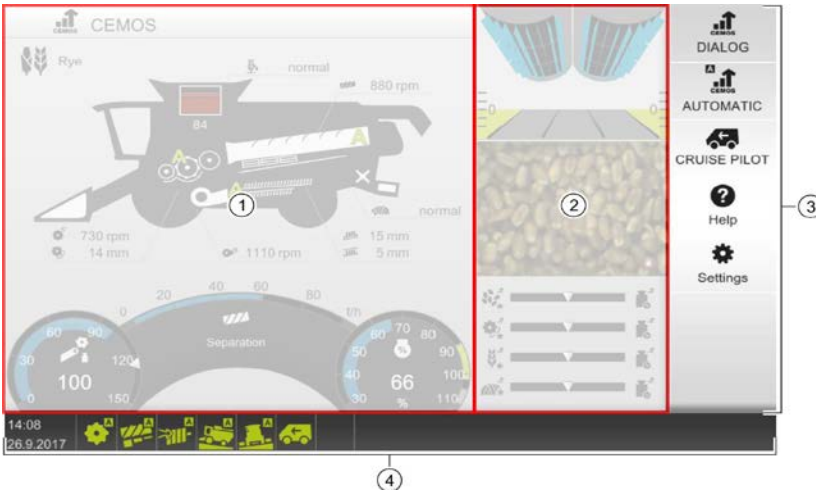 CEMOS CEMOS
Rye
normal
880 rpm
84
A
A
A
normal
730 rpm
15 mm
14 mm
1110 rpm
5 mm
0
0
0 20 40 60 80 t/h
Separation
0 30 60 90 120 150
100
30 40 50 60 70 80 90 100 110
%
66
%
CEMOS
DIALOG
A
CEMOS
AUTOMATIC
CRUISE PILOT
Help
Settings
1
2
3
14:08
26.9.2017
A A A A A
4